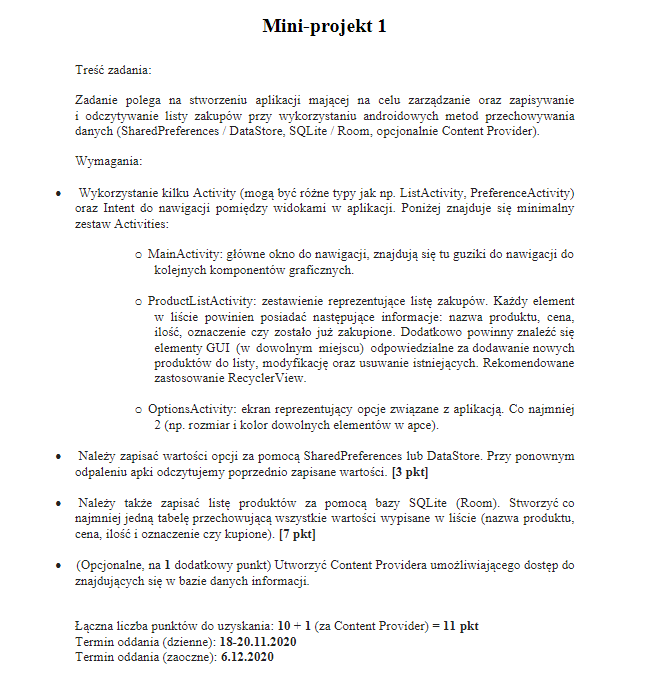 Mini-projekt 1
Treść zadania:
Zadanie polega na stworzeniu aplikacji mającej na celu zarządzanie oraz zapisywanie
i odczytywanie listy zakupów przy wykorzystaniu androidowych metod przechowywania
danych (SharedPreferences / DataStore, SQLite / Room, opcjonalnie Content Provider).
Wymagania:
• Wykorzystanie kilku Activity (mogą być różne typy jak np. ListActivity, PreferenceActivity)
oraz Intent do nawigacji pomiędzy widokami w aplikacji. Poniżej znajduje się minimalny
zestaw Activities:
o MainActivity: główne okno do nawigacji, znajdują się tu guziki do nawigacji do
kolejnych komponentów graficznych.
o ProductListActivity: zestawienie reprezentujące listę zakupów. Każdy element
w liście powinien posiadać następujące informacje: nazwa produktu, cena,
ilość, oznaczenie czy zostało już zakupione. Dodatkowo powinny znaleźć się
elementy GUI (w dowolnym miejscu) odpowiedzialne za dodawanie nowych
produktów do listy, modyfikację oraz usuwanie istniejących. Rekomendowane
zastosowanie RecyclerView.
o OptionsActivity: ekran reprezentujący opcje związane z aplikacją. Co najmniej
2 (np. rozmiar i kolor dowolnych elementów w apce).
• Należy zapisać wartości opcji za pomocą SharedPreferences lub DataStore. Przy ponownym
odpaleniu apki odczytujemy poprzednio zapisane wartości. [3 pkt]
• Należy także zapisać listę produktów za pomocą bazy SQLite (Room). Stworzyć co
najmniej jedną tabelę przechowującą wszystkie wartości wypisane w liście (nazwa produktu,
cena, ilość i oznaczenie czy kupione). [7 pkt]
• (Opcjonalne, na 1 dodatkowy punkt) Utworzyć Content Providera umożliwiającego dostęp do
znajdujących się w bazie danych informacji.
Łączna liczba punktów do uzyskania: 10 + 1 (za Content Provider) = 11 pkt
Termin oddania (dzienne): 18-20.11.2020
Termin oddania (zaoczne): 6.12.2020